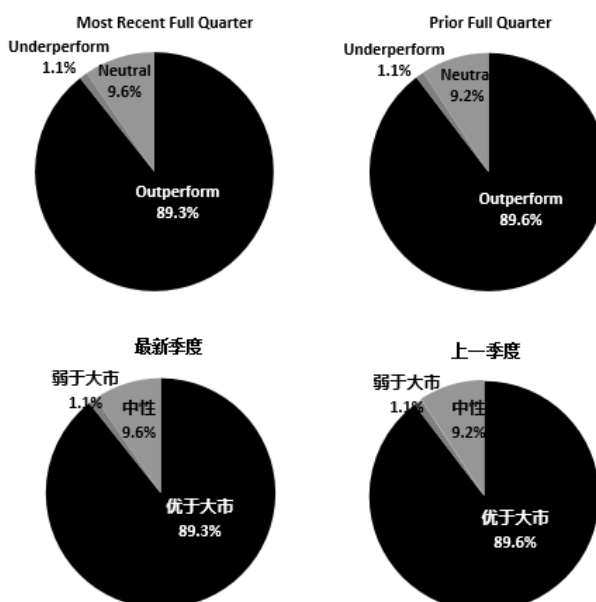 Most Recent Full Quarter
Underperform
1.1%
Neutral
9.6%
Outperform
89.3%
Prior Full Quarter
Underperform
1.1%
Neutra
9.2%
Outperform
89.6%
最新季度
弱于大市
1.1%
中性
9.6%
优于大市
89.3%
上一季度
弱于大市
1.1%
中性
9.2%
优于大市
89.6%